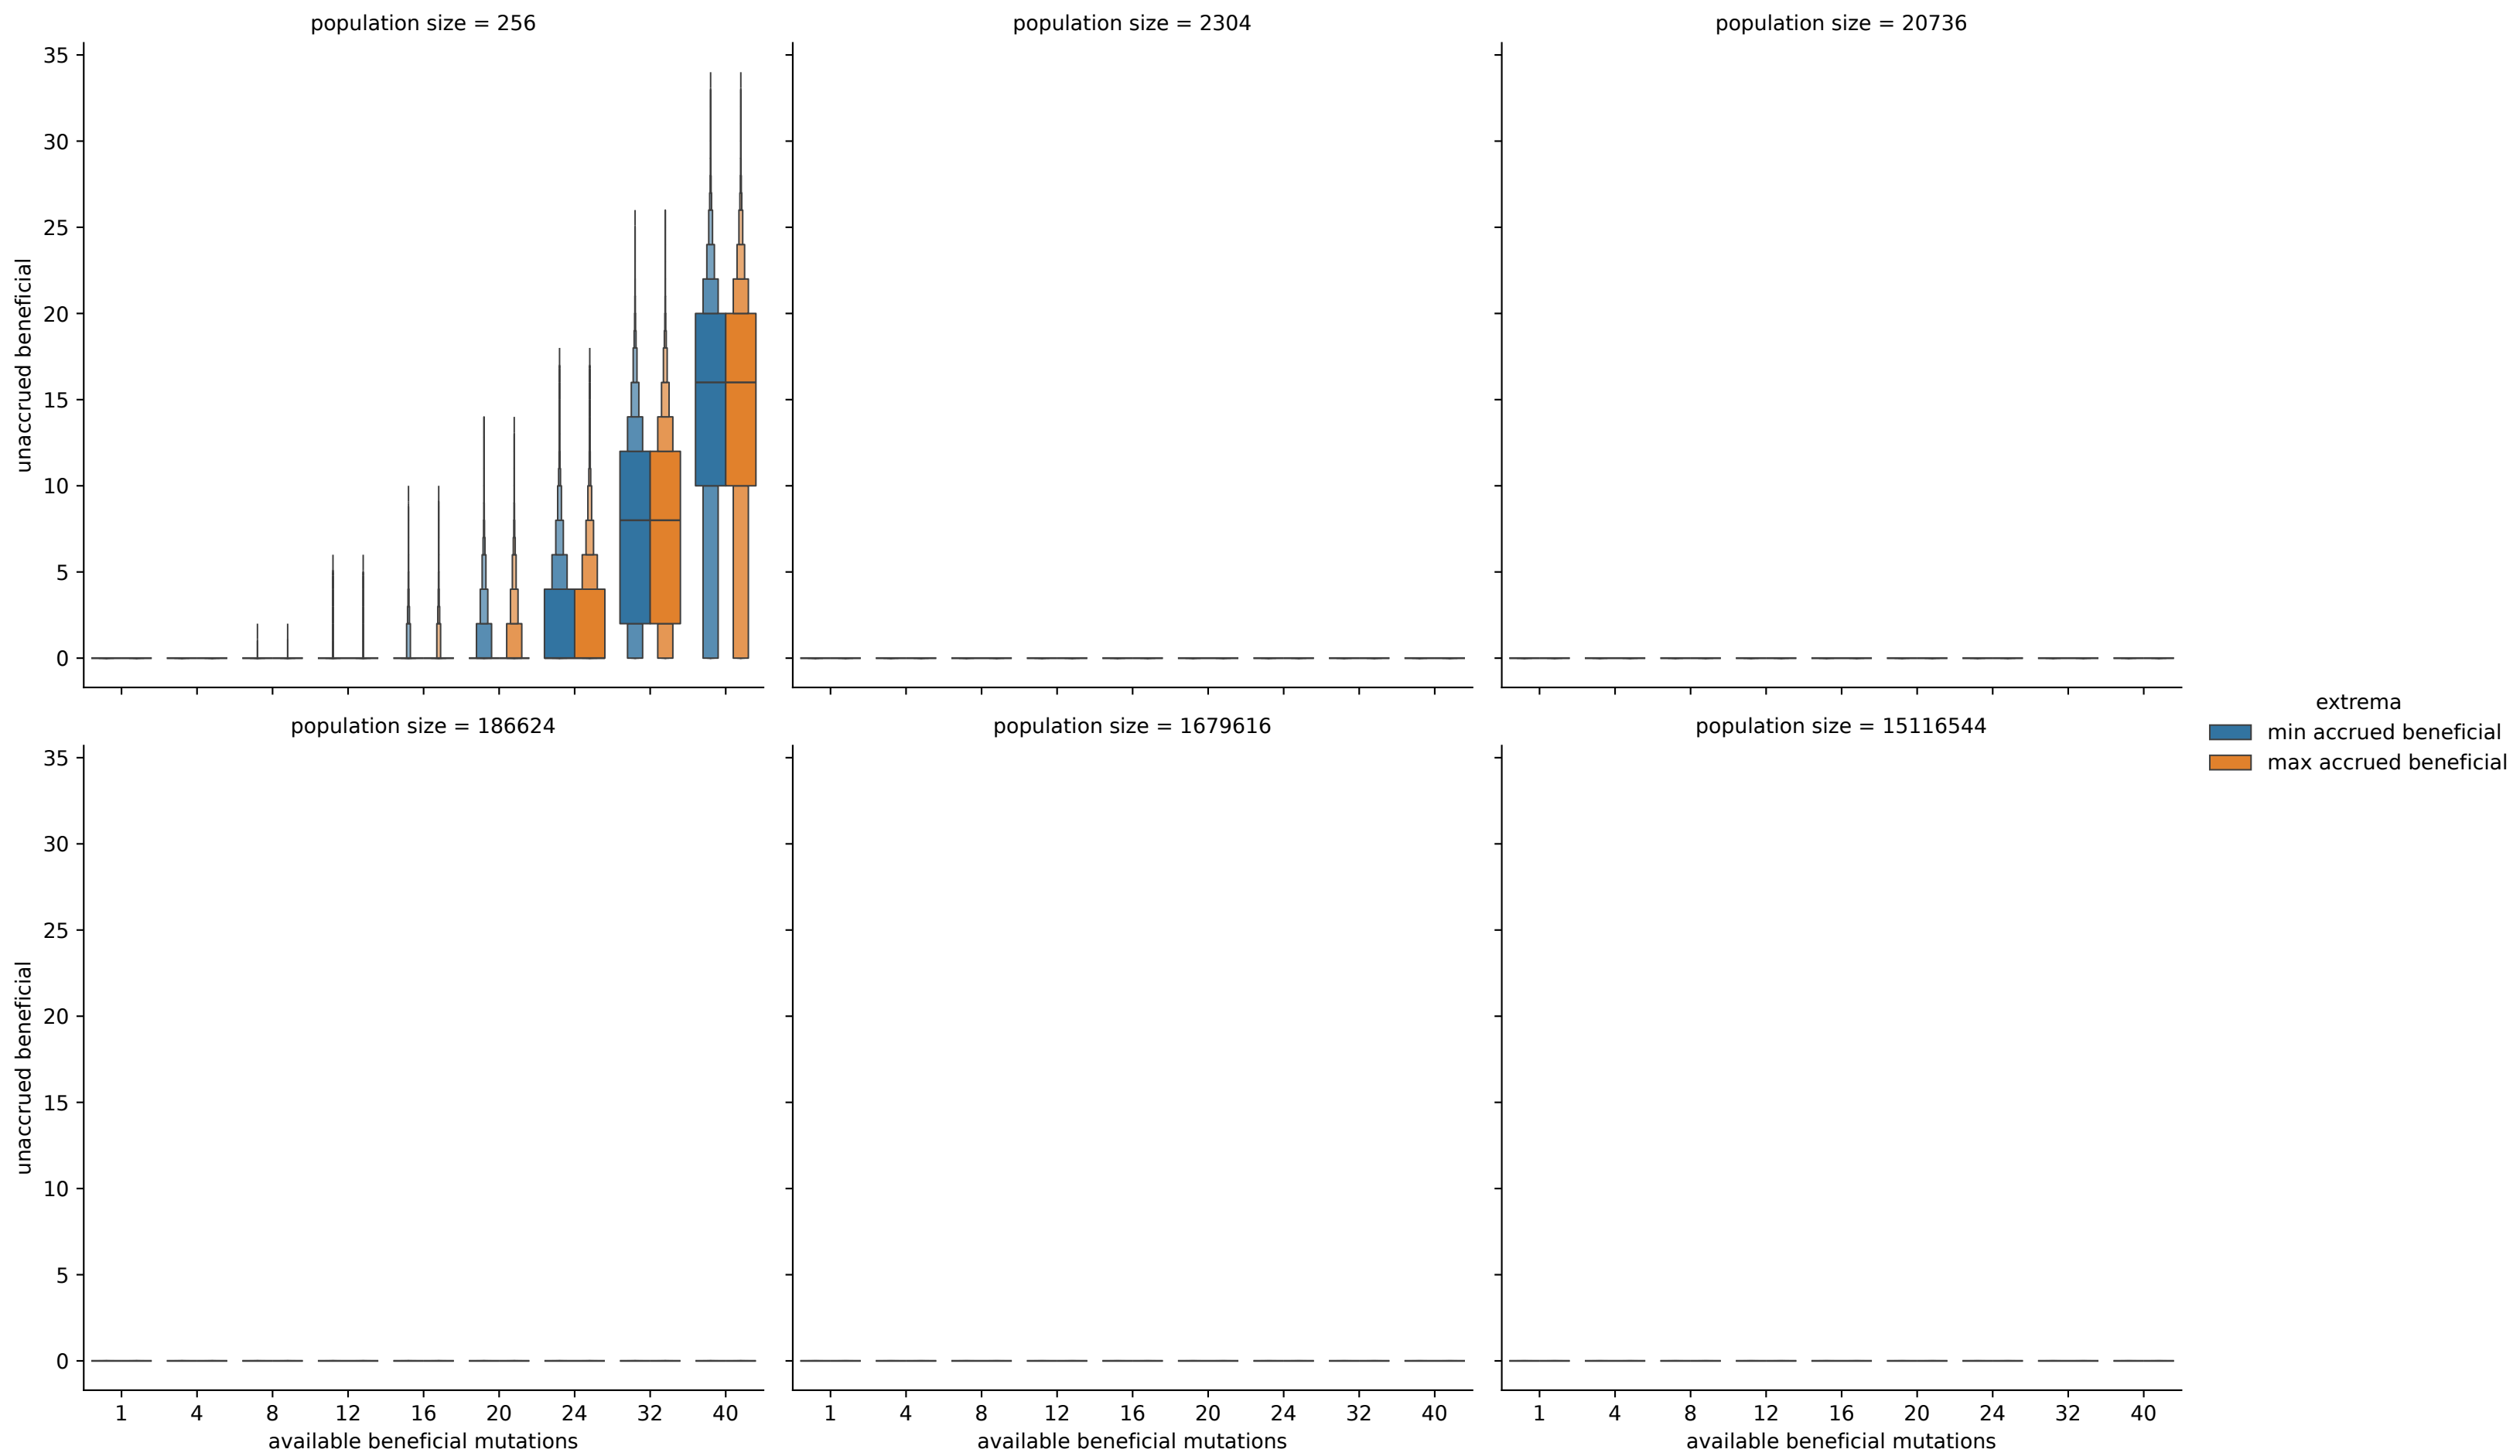 population size = 256
population size = 2304
population size = 20736
unaccrued beneficial
35
30
25
20
15
10
5
0
population size = 186624
population size = 1679616
population size = 15116544
extrema
min accrued beneficial
max accrued beneficial
unaccrued beneficial
35
30
25
20
15
10
5
0
1 4 8 12 16 20 24 32 40
1 4 8 12 16 20 24 32 40
1 4 8 12 16 20 24 32 40
available beneficial mutations
available beneficial mutations
available beneficial mutations